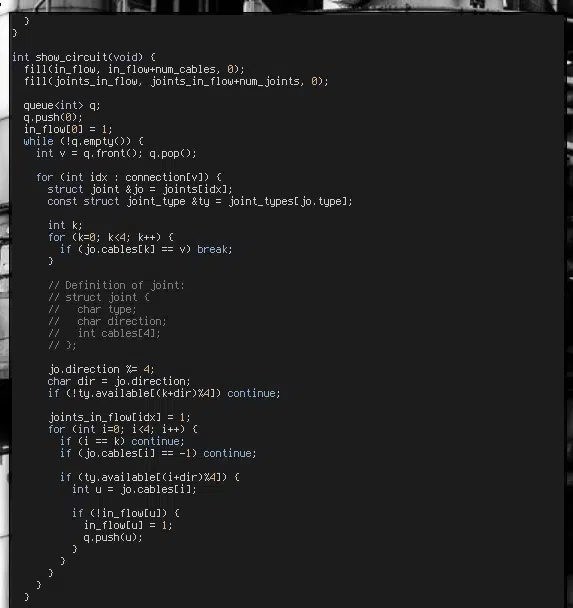 }
}
int show_circuit(void) {
fill(in_flow, in_flow+num_cables, 0);
fill(joints_in_flow, joints_in_flow+num_joints, 0);
queue<int> q;
q.push(0);
in_flow[0] = 1;
while (!q.empty()) {
int v = q.front(); q.pop();
for (int idx : connection[v]) {
struct joint &jo = joints[idx];
const struct joint_type &ty = joint_types[jo.type];
int k;
for (k=0; k<4; k++) {
if (jo.cables[k] == v) break;
}
// Definition of joint:
// struct joint {
//   char type;
//   char direction;
//   int cables[4];
// };
jo.direction %= 4;
char dir = jo.direction;
if (!ty.available[(k+dir)%4]) continue;
joints_in_flow[idx] = 1;
for (int i=0; i<4; i++) {
if (i == k) continue;
if (jo.cables[i] == -1) continue;
if (ty.available[(i+dir)%4]) {
int u = jo.cables[i];
if (!in_flow[u]) {
in_flow[u] = 1;
q.push(u);
}
}
}
}
}